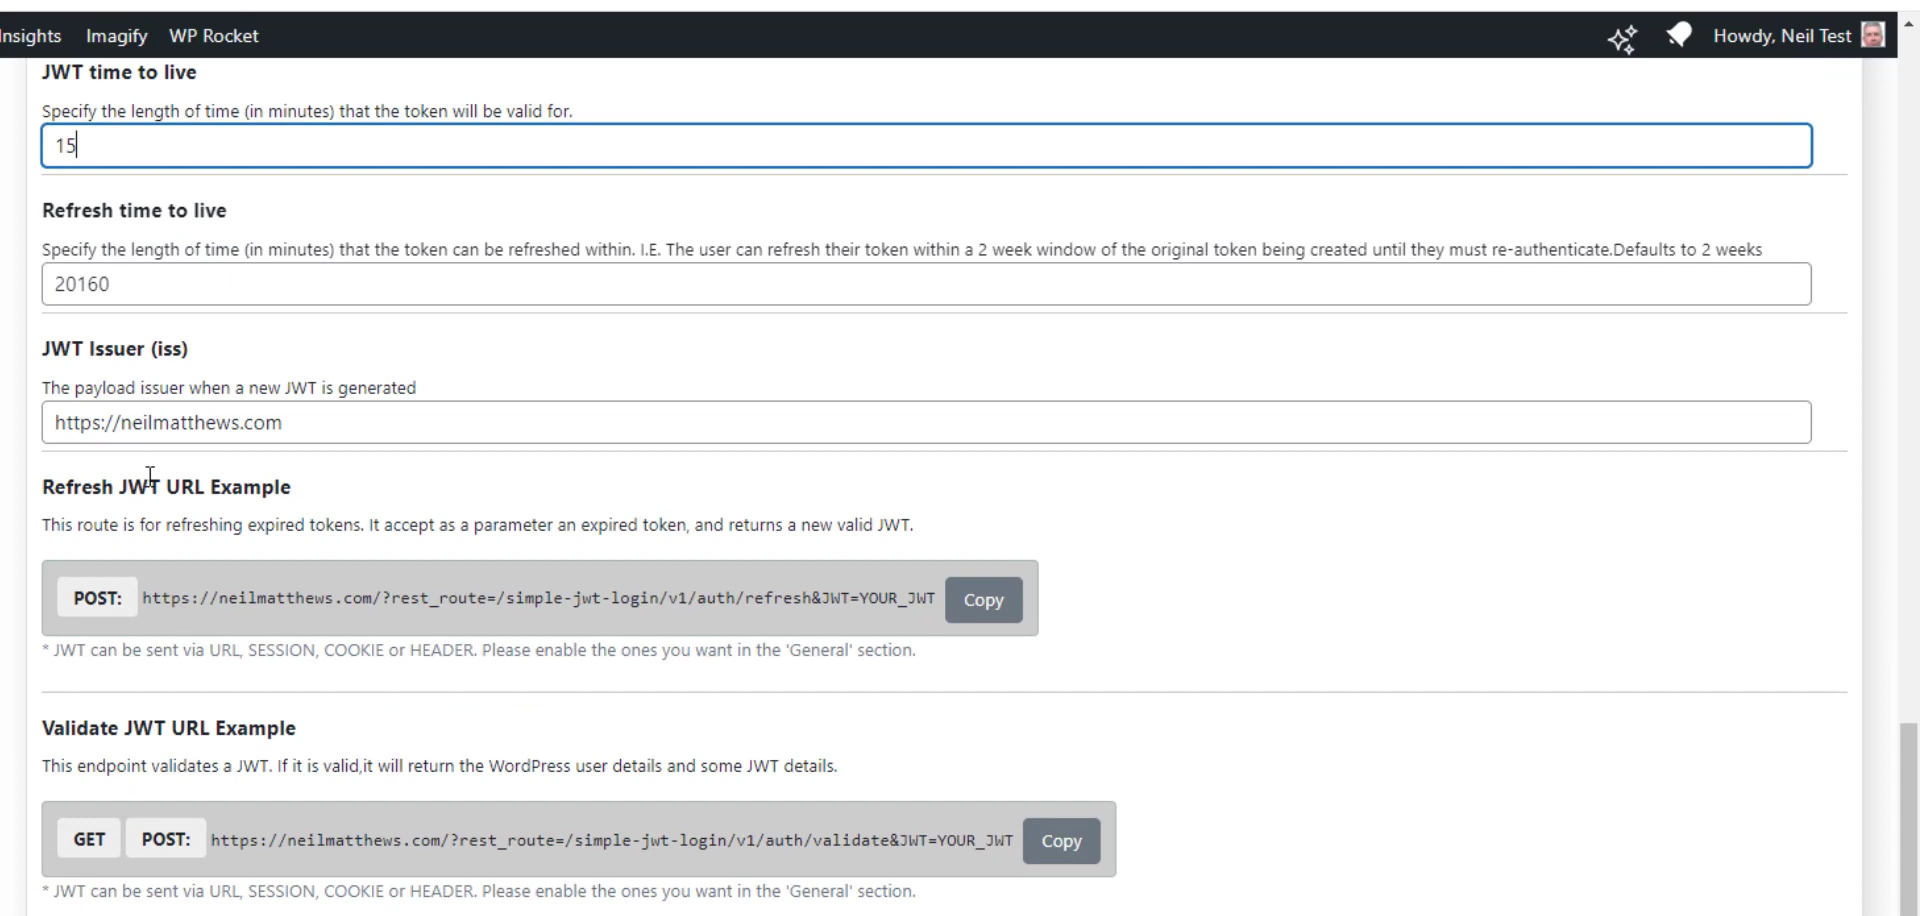 nsights Imagify WP Rocket Howdy, Neil Test
JWT time to live
Specify the length of time (in minutes) that the token will be valid for.
15
Refresh time to live
Specify the length of time (in minutes) that the token can be refreshed within. I.E. The user can refresh their token within a 2 week window of the original token being created until they must re-authenticate.Defaults to 2 weeks
20160
JWT Issuer (iss)
The payload issuer when a new JWT is generated
https://neilmatthews.com
Refresh JWT URL Example
This route is for refreshing expired tokens. It accept as a parameter an expired token, and returns a new valid JWT.
POST: https://neilmatthews.com/?rest_route=/simple-jwt-login/v1/auth/refresh&JWT=YOUR_JWT Copy
* JWT can be sent via URL, SESSION, COOKIE or HEADER. Please enable the ones you want in the 'General' section.
Validate JWT URL Example
This endpoint validates a JWT. If it is valid,it will return the WordPress user details and some JWT details.
GET POST: https://neilmatthews.com/?rest_route=/simple-jwt-login/v1/auth/validate&JWT=YOUR_JWT Copy
* JWT can be sent via URL, SESSION, COOKIE or HEADER. Please enable the ones you want in the 'General' section.